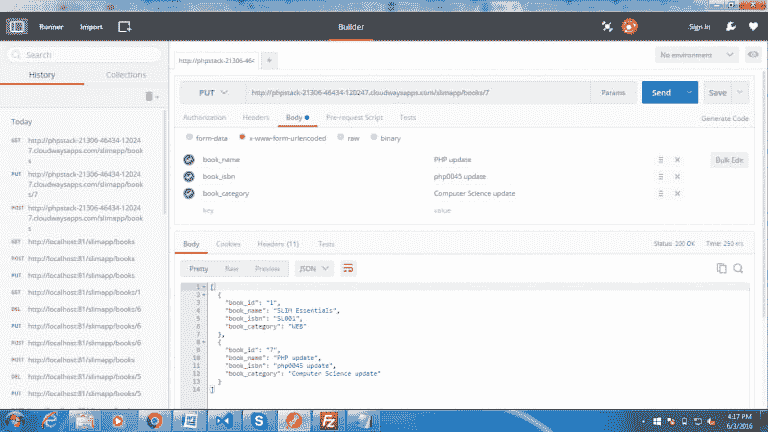 Runner
Import
Builder
Sign In
Search
History
Collections
http://phpstack-21306-46
No environment
PUT
http://phpstack-21306-46434-120247.cloudwaysapps.com/slimapp/books/7
Params
Send
Save
Authorization
Headers
Body
Pre-request Script
Tests
Generate Code
form-data
x-www-form-urlencoded
raw
binary
book_name
PHP update
Bulk Edit
book_isbn
php0045 update
book_category
Computer Science update
key
value
Today
GET
http://phpstack-21306-46434-12024
7.cloudwaysapps.com/slimapp/book
s
PUT
http://phpstack-21306-46434-12024
7.cloudwaysapps.com/slimapp/books
/7
POST
http://phpstack-21306-46434-12024
7.cloudwaysapps.com/slimapp/book
s
GET
http://localhost:81/slimapp/books
POST
http://localhost:81/slimapp/books
PUT
http://localhost:81/slimapp/books
GET
http://localhost:81/slimapp/books/1
DEL
http://localhost:81/slimapp/books/6
PUT
http://localhost:81/slimapp/books/6
POST
http://localhost:81/slimapp/books/6
POST
http://localhost:81/slimapp/books
DEL
http://localhost:81/slimapp/books/5
PUT
http://localhost:81/slimapp/books/5
Body
Cookies
Headers (11)
Tests
Status: 200 OK
Time: 250 ms
Pretty
Raw
Preview
JSON
1 [
2 {
3 "book_id": "1",
4 "book_name": "SLIM Essentials",
5 "book_isbn": "SL001",
6 "book_category": "WEB"
7 },
8 {
9 "book_id": "7",
10 "book_name": "PHP update",
11 "book_isbn": "php0045 update",
12 "book_category": "Computer Science update"
13 }
14 ]
4:17 PM
6/3/2016